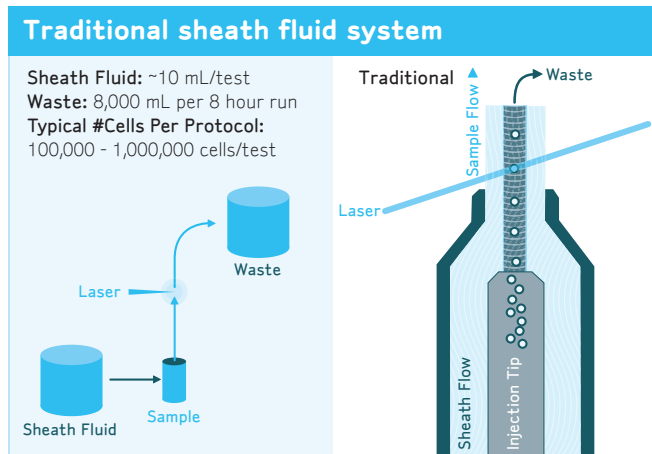 Traditional sheath fluid system
Sheath Fluid: ~10 mL/test
Waste: 8,000 mL per 8 hour run
Typical #Cells Per Protocol:
100,000 - 1,000,000 cells/test
Waste
Laser
Sample
Sheath Fluid
Traditional
Sample Flow
Waste
Laser
Sheath Flow
Injection Tip